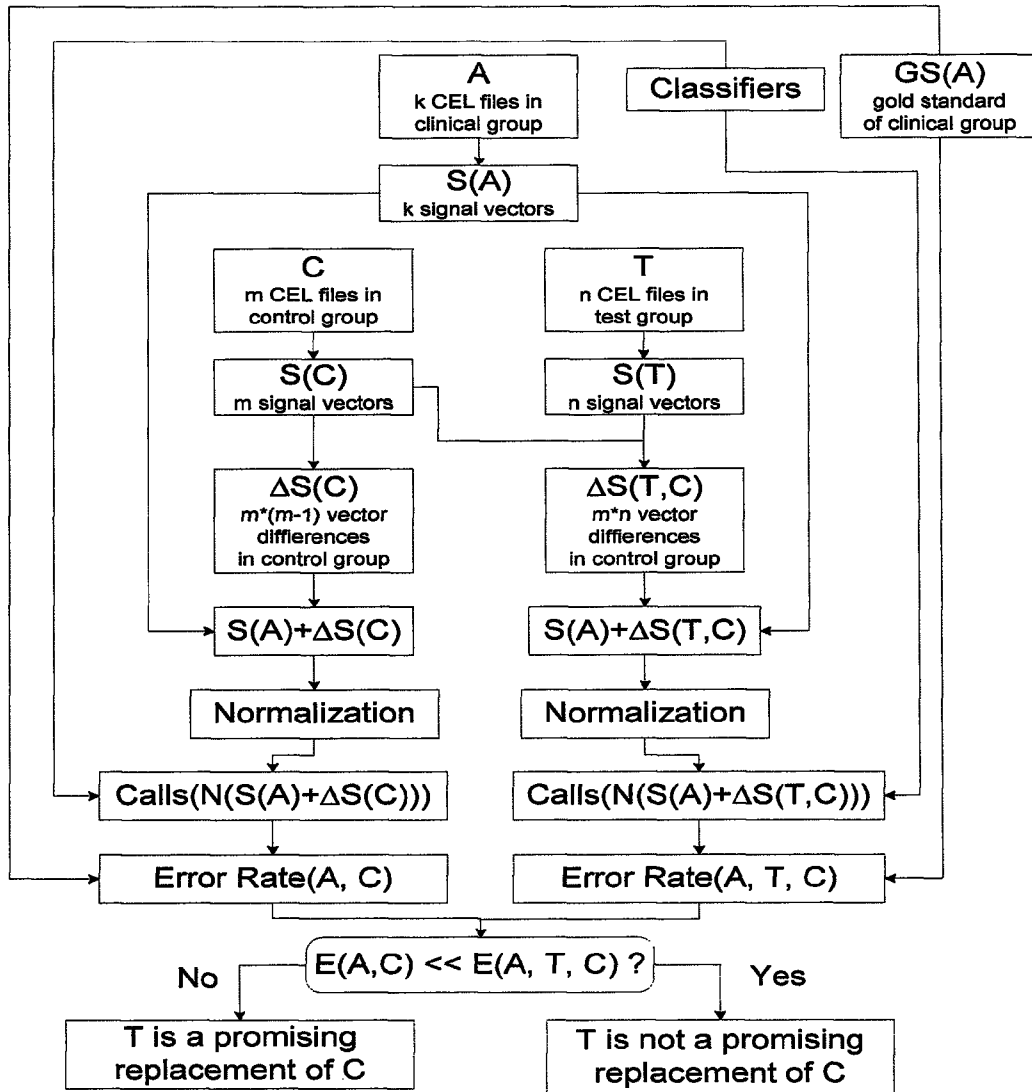 A
k CEL files in
clinical group
Classifiers
GS(A)
gold standard
of clinical group
S(A)
k signal vectors
C
m CEL files in
control group
T
n CEL files in
test group
S(C)
m signal vectors
S(T)
n signal vectors
ΔS(C)
m*(m-1) vector
diffierences
in control group
ΔS(T,C)
m*n vector
diffierences
in control group
S(A)+ΔS(C)
S(A)+ΔS(T,C)
Normalization
Normalization
Calls(N(S(A)+ΔS(C)))
Calls(N(S(A)+ΔS(T,C)))
Error Rate(A, C)
Error Rate(A, T, C)
E(A,C) << E(A, T, C) ?
No
Yes
T is a promising
replacement of C
T is not a promising
replacement of C